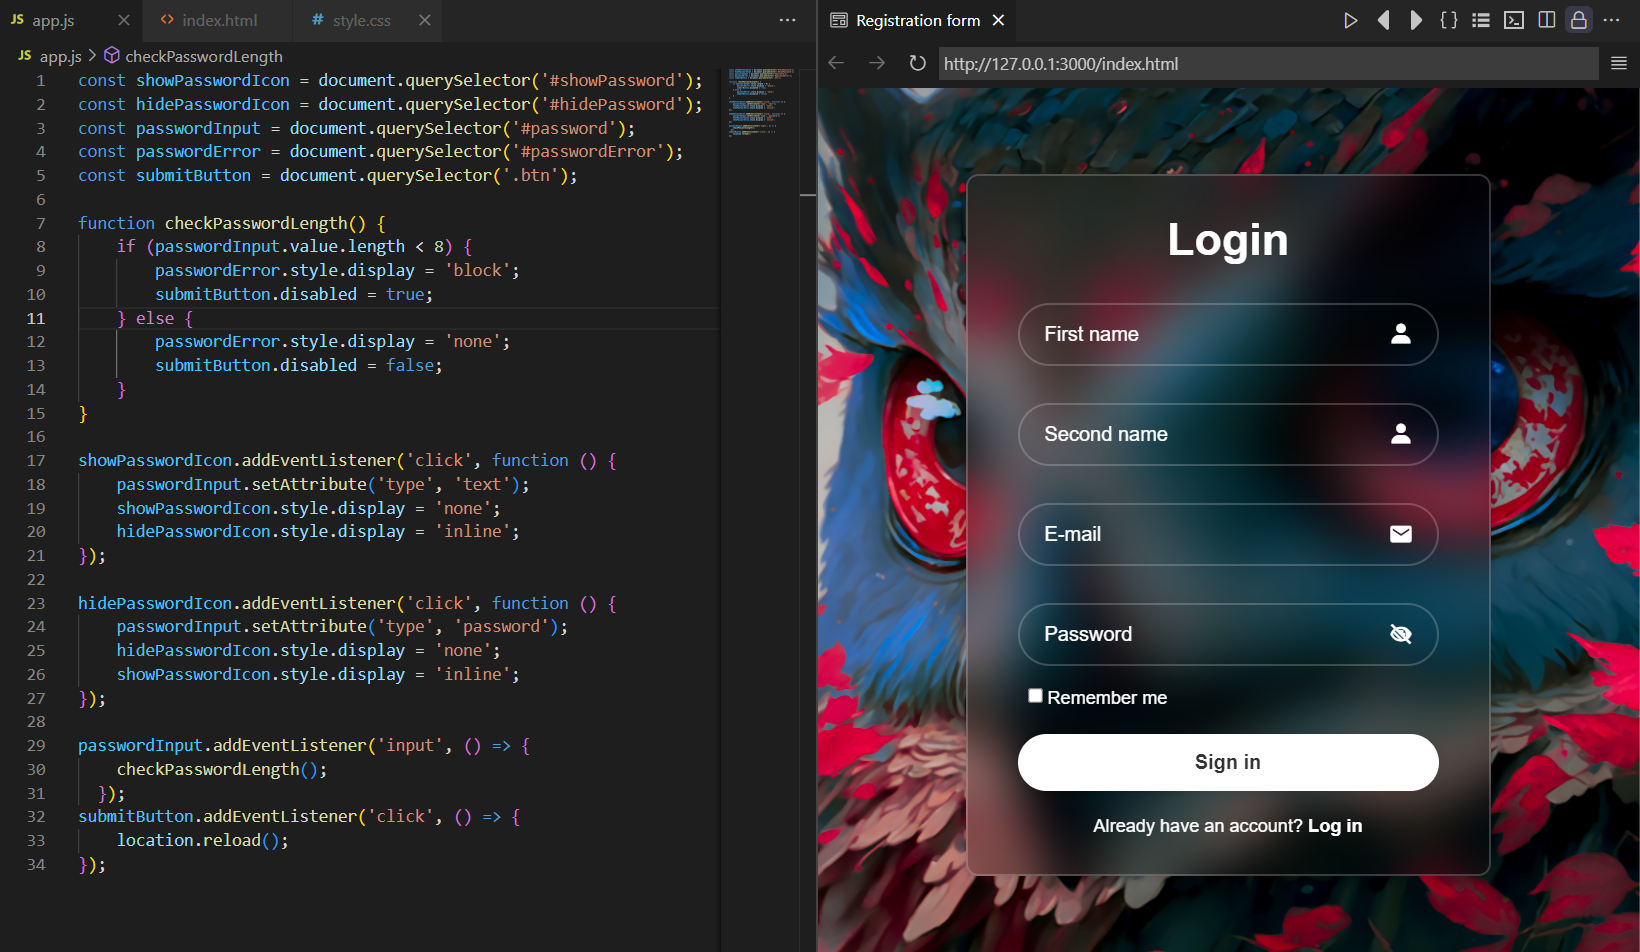 JS app.js
<> index.html
# style.css
JS app.js > checkPasswordLength
1 const showPasswordIcon = document.querySelector('#showPassword');
2 const hidePasswordIcon = document.querySelector('#hidePassword');
3 const passwordInput = document.querySelector('#password');
4 const passwordError = document.querySelector('#passwordError');
5 const submitButton = document.querySelector('.btn');
6
7 function checkPasswordLength() {
8     if (passwordInput.value.length < 8) {
9         passwordError.style.display = 'block';
10         submitButton.disabled = true;
11     } else {
12         passwordError.style.display = 'none';
13         submitButton.disabled = false;
14     }
15 }
16
17 showPasswordIcon.addEventListener('click', function () {
18     passwordInput.setAttribute('type', 'text');
19     showPasswordIcon.style.display = 'none';
20     hidePasswordIcon.style.display = 'inline';
21 });
22
23 hidePasswordIcon.addEventListener('click', function () {
24     passwordInput.setAttribute('type', 'password');
25     hidePasswordIcon.style.display = 'none';
26     showPasswordIcon.style.display = 'inline';
27 });
28
29 passwordInput.addEventListener('input', () => {
30     checkPasswordLength();
31   });
32 submitButton.addEventListener('click', () => {
33     location.reload();
34 });
Registration form
http://127.0.0.1:3000/index.html
Login
First name
Second name
E-mail
Password
Remember me
Sign in
Already have an account? Log in